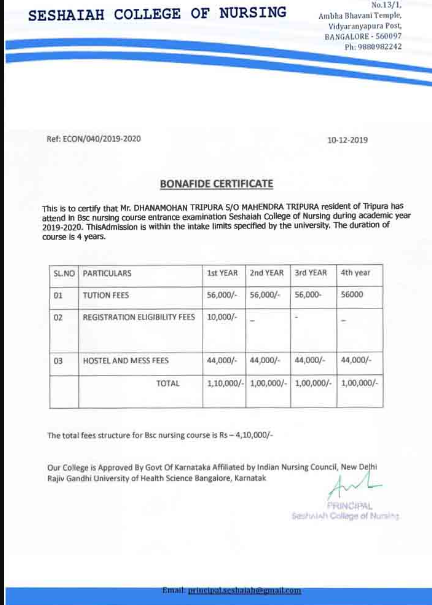 SESHAIAH COLLEGE OF NURSING
No.13/1,
Ambha Bhavani Temple,
Vidyaranyapura Post,
BANGALORE - 560097
Ph: 9880982242
Ref: ECON/040/2019-2020
10-12-2019
BONAFIDE CERTIFICATE
This is to certify that Mr. DHANAMOHAN TRIPURA S/O MAHENDRA TRIPURA resident of Tripura has
attend in Bsc nursing course entrance examination Seshaiah College of Nursing during academic year
2019-2020. ThisAdmission is within the intake limits specified by the university. The duration of
course is 4 years.
SL.NO PARTICULARS 1st YEAR 2nd YEAR 3rd YEAR 4th year
01 TUTION FEES 56,000/- 56,000/- 56,000- 56000
02 REGISTRATION ELIGIBILITY FEES 10,000/- – - –
03 HOSTEL AND MESS FEES 44,000/- 44,000/- 44,000/- 44,000/-
TOTAL 1,10,000/- 1,00,000/- 1,00,000/- 1,00,000/-
The total fees structure for Bsc nursing course is Rs – 4,10,000/-
Our College is Approved By Govt Of Karnataka Affiliated by Indian Nursing Council, New Delhi
Rajiv Gandhi University of Health Science Bangalore, Karnatak
PRINCIPAL
Seshaiah College of Nursing
Email: principal.seshaiah@gmail.com